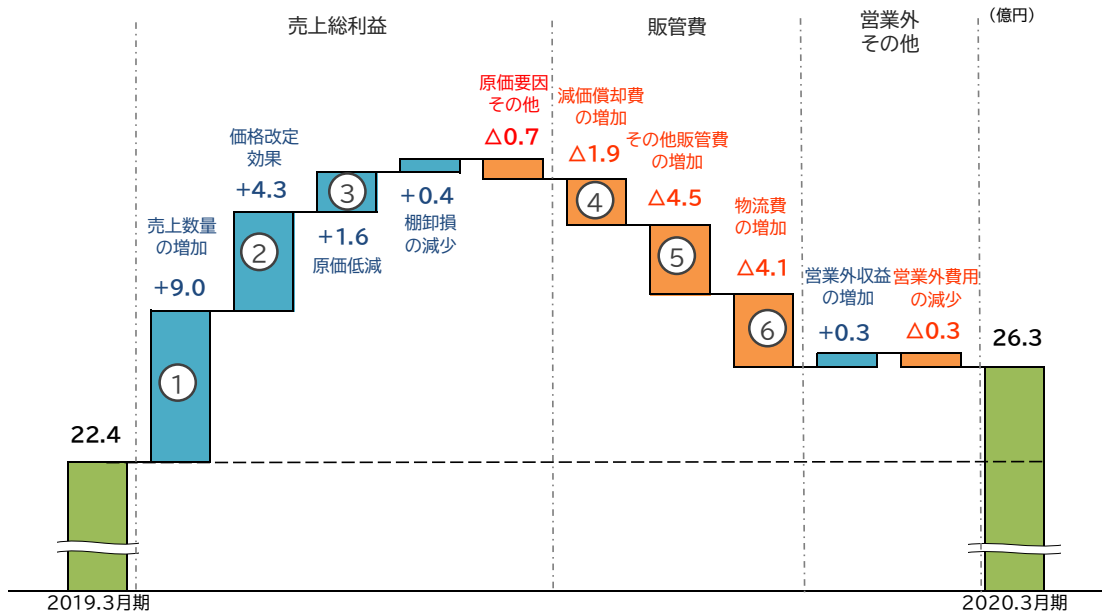 売上総利益
販管費
営業外
その他
（億円）
22.4
売上数量
の増加
+9.0
①
価格改定
効果
+4.3
②
③
+1.6
原価低減
+0.4
棚卸損
の減少
原価要因
その他
△0.7
減価償却費
の増加
△1.9
④
その他販管費
の増加
△4.5
⑤
物流費
の増加
△4.1
⑥
営業外収益
の増加
+0.3
営業外費用
の減少
△0.3
26.3
2019.3月期
2020.3月期